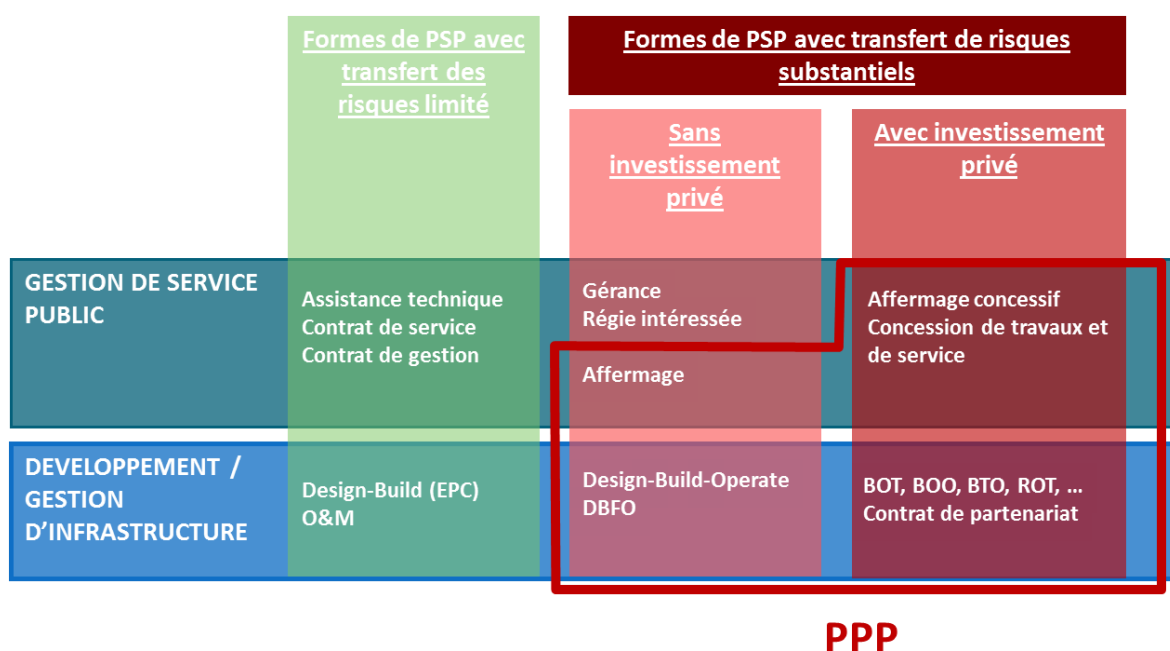 Formes de PSP avec
transfert des
risques limité
Formes de PSP avec transfert de risques
substantiels
Sans
investissement
privé
Avec investissement
privé
GESTION DE SERVICE
PUBLIC
Assistance technique
Contrat de service
Contrat de gestion
Gérance
Régie intéressée
Affermage
Affermage concessif
Concession de travaux et
de service
DEVELOPPEMENT /
GESTION
D’INFRASTRUCTURE
Design-Build (EPC)
O&M
Design-Build-Operate
DBFO
BOT, BOO, BTO, ROT, …
Contrat de partenariat
PPP